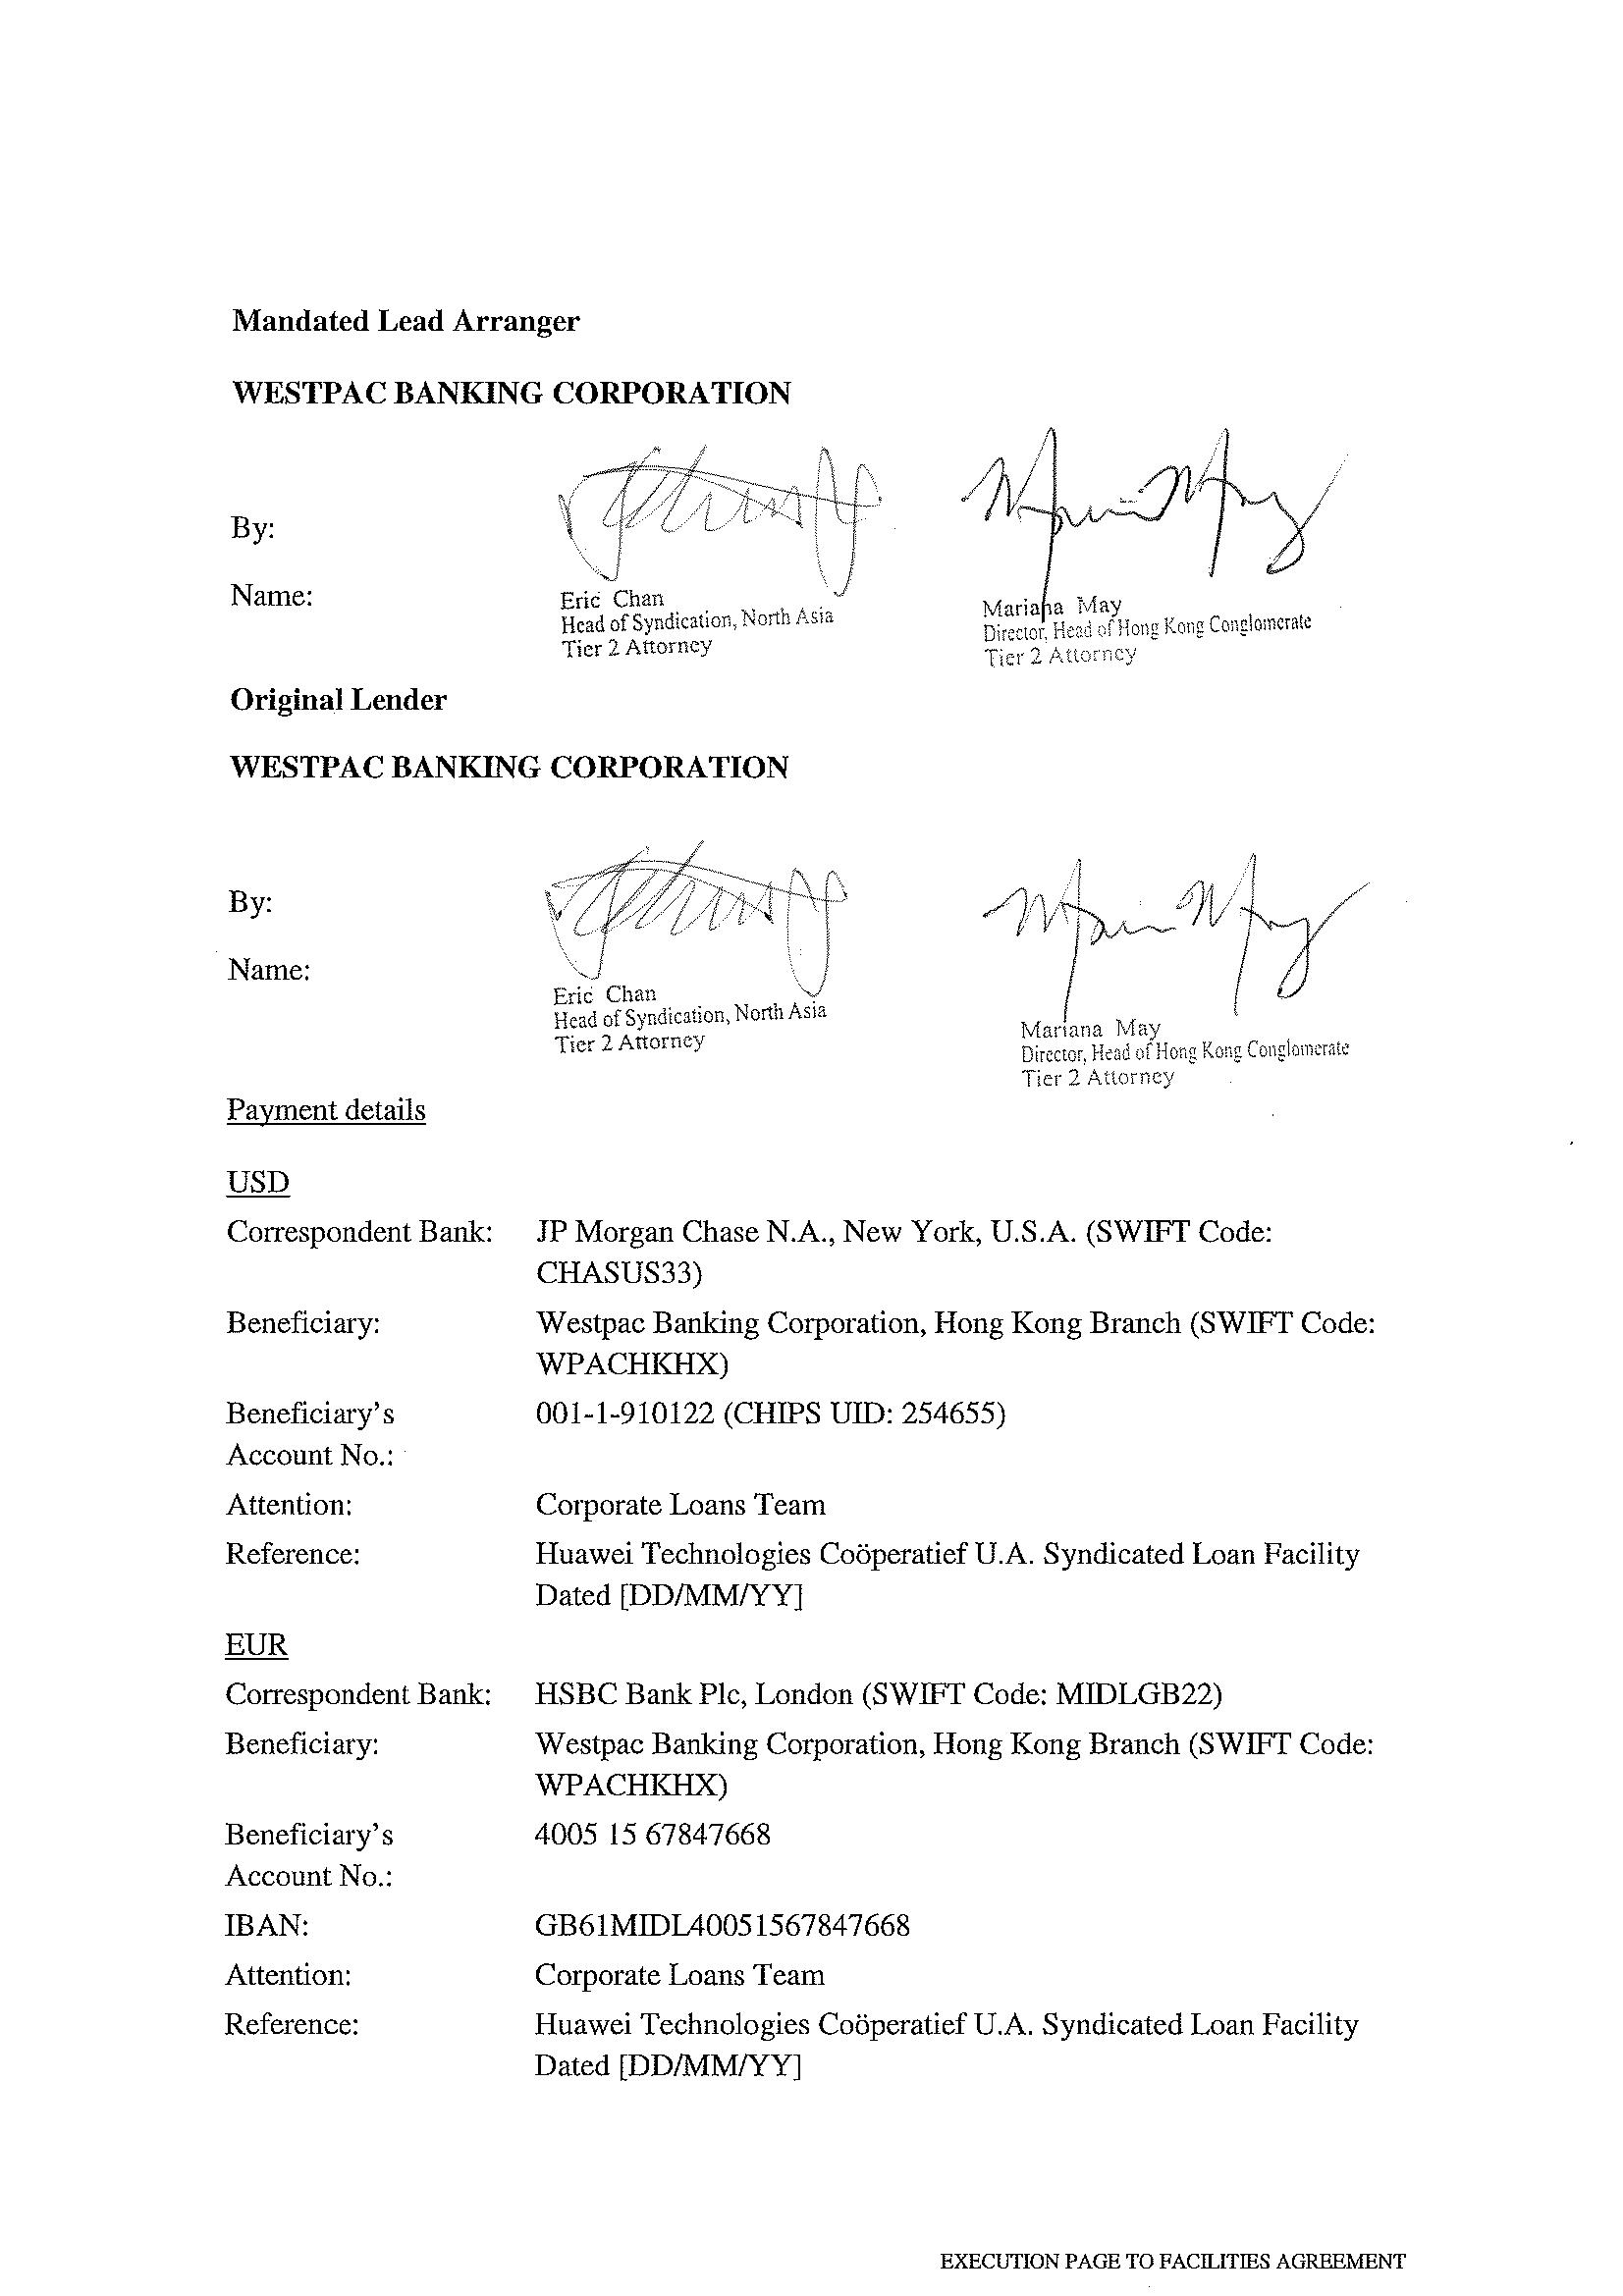 Mandated Lead Arranger
WESTPAC BANKING CORPORATION
By:
Name:
Eric Chan
Head of Syndication, North Asia
Tier 2 Attorney
Mariana May
Director, Head of Hong Kong Conglomerate
Tier 2 Attorney
Original Lender
WESTPAC BANKING CORPORATION
By:
Name:
Eric Chan
Head of Syndication, North Asia
Tier 2 Attorney
Mariana May
Director, Head of Hong Kong Conglomerate
Tier 2 Attorney
Payment details
USD
Correspondent Bank: JP Morgan Chase N.A., New York, U.S.A. (SWIFT Code:
CHASUS33)
Beneficiary: Westpac Banking Corporation, Hong Kong Branch (SWIFT Code:
WPACHKHX)
Beneficiary's 001-1-910122 (CHIPS UID: 254655)
Account No.:
Attention: Corporate Loans Team
Reference: Huawei Technologies Coöperatief U.A. Syndicated Loan Facility
Dated [DD/MM/YY]
EUR
Correspondent Bank: HSBC Bank Plc, London (SWIFT Code: MIDLGB22)
Beneficiary: Westpac Banking Corporation, Hong Kong Branch (SWIFT Code:
WPACHKHX)
Beneficiary's 4005 15 67847668
Account No.:
IBAN: GB61MIDL40051567847668
Attention: Corporate Loans Team
Reference: Huawei Technologies Coöperatief U.A. Syndicated Loan Facility
Dated [DD/MM/YY]
EXECUTION PAGE TO FACILITIES AGREEMENT